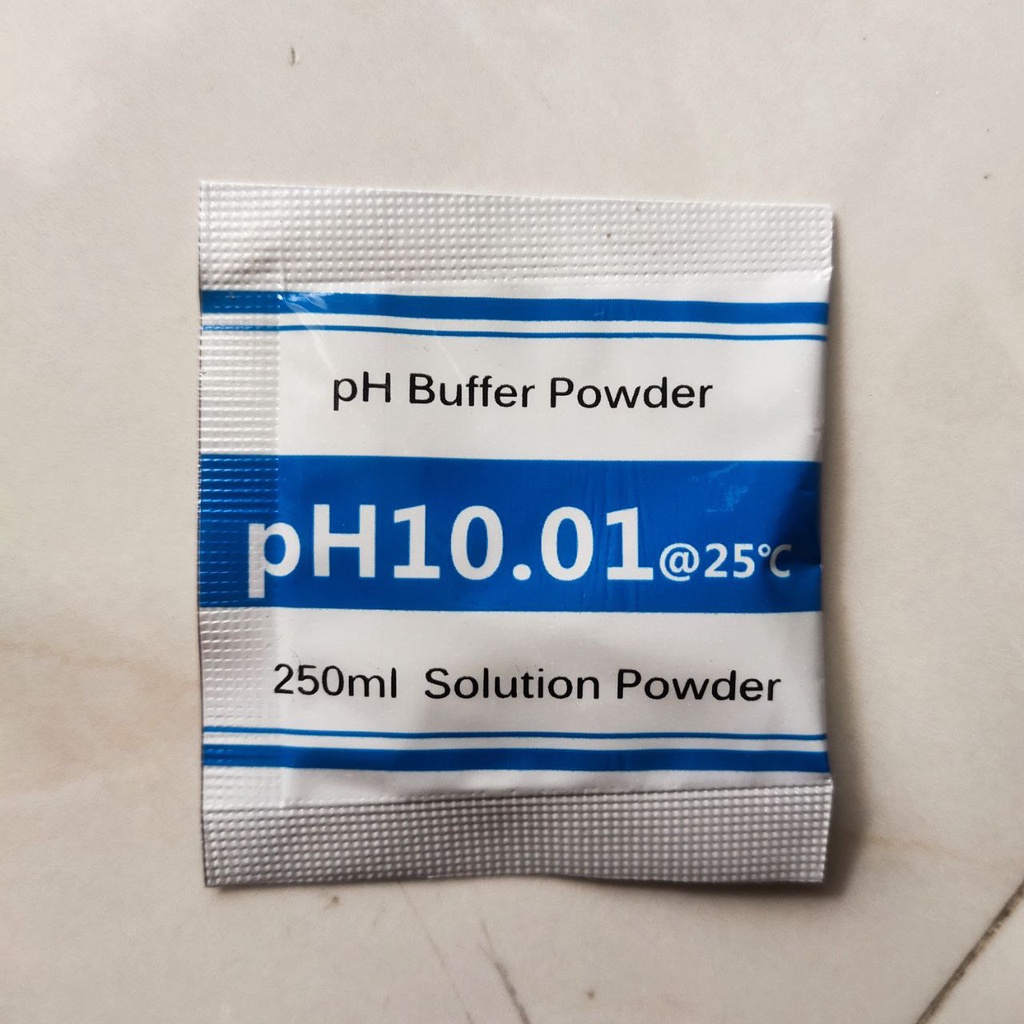 pH Buffer Powder
pH10.01@25℃
250ml Solution Powder